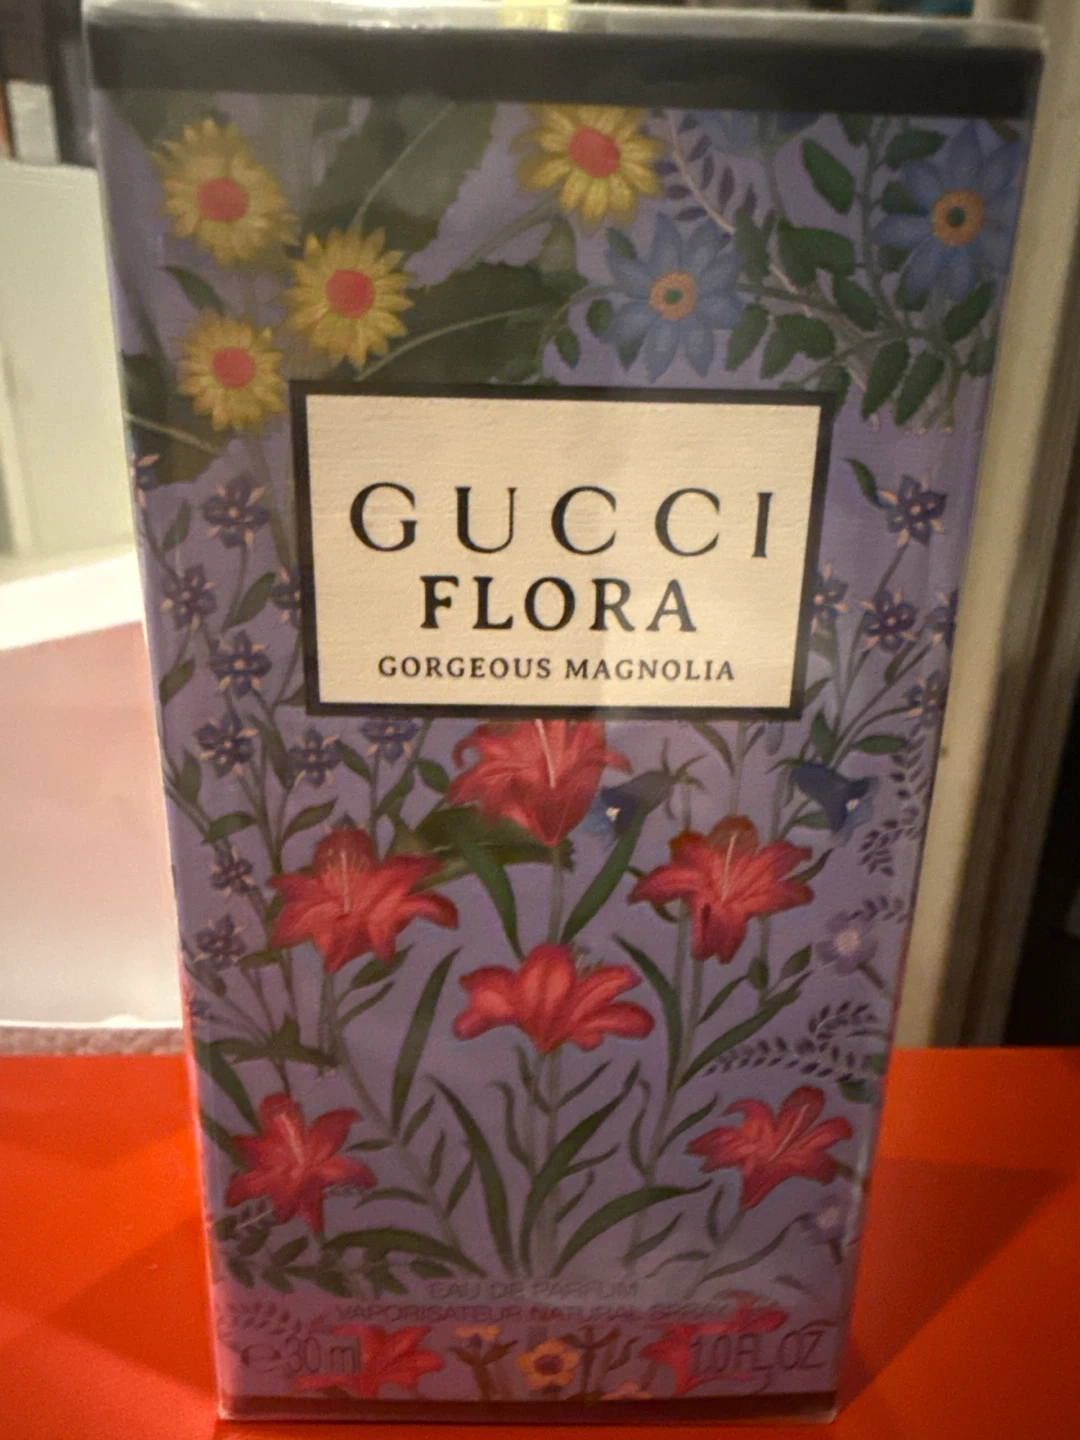 GUCCI
FLORA
GORGEOUS MAGNOLIA
EAU DE PARFUM
VAPORISATEUR NATURAL SPRAY
℮30 ml 1.0 FL. OZ